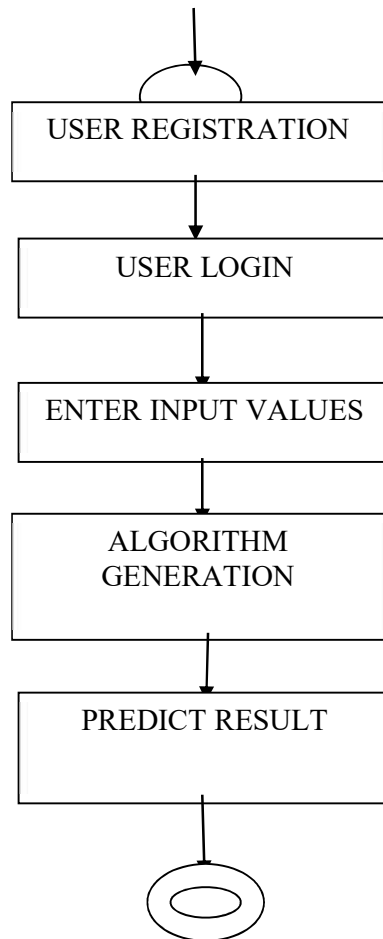 USER REGISTRATION
USER LOGIN
ENTER INPUT VALUES
ALGORITHM
GENERATION
PREDICT RESULT